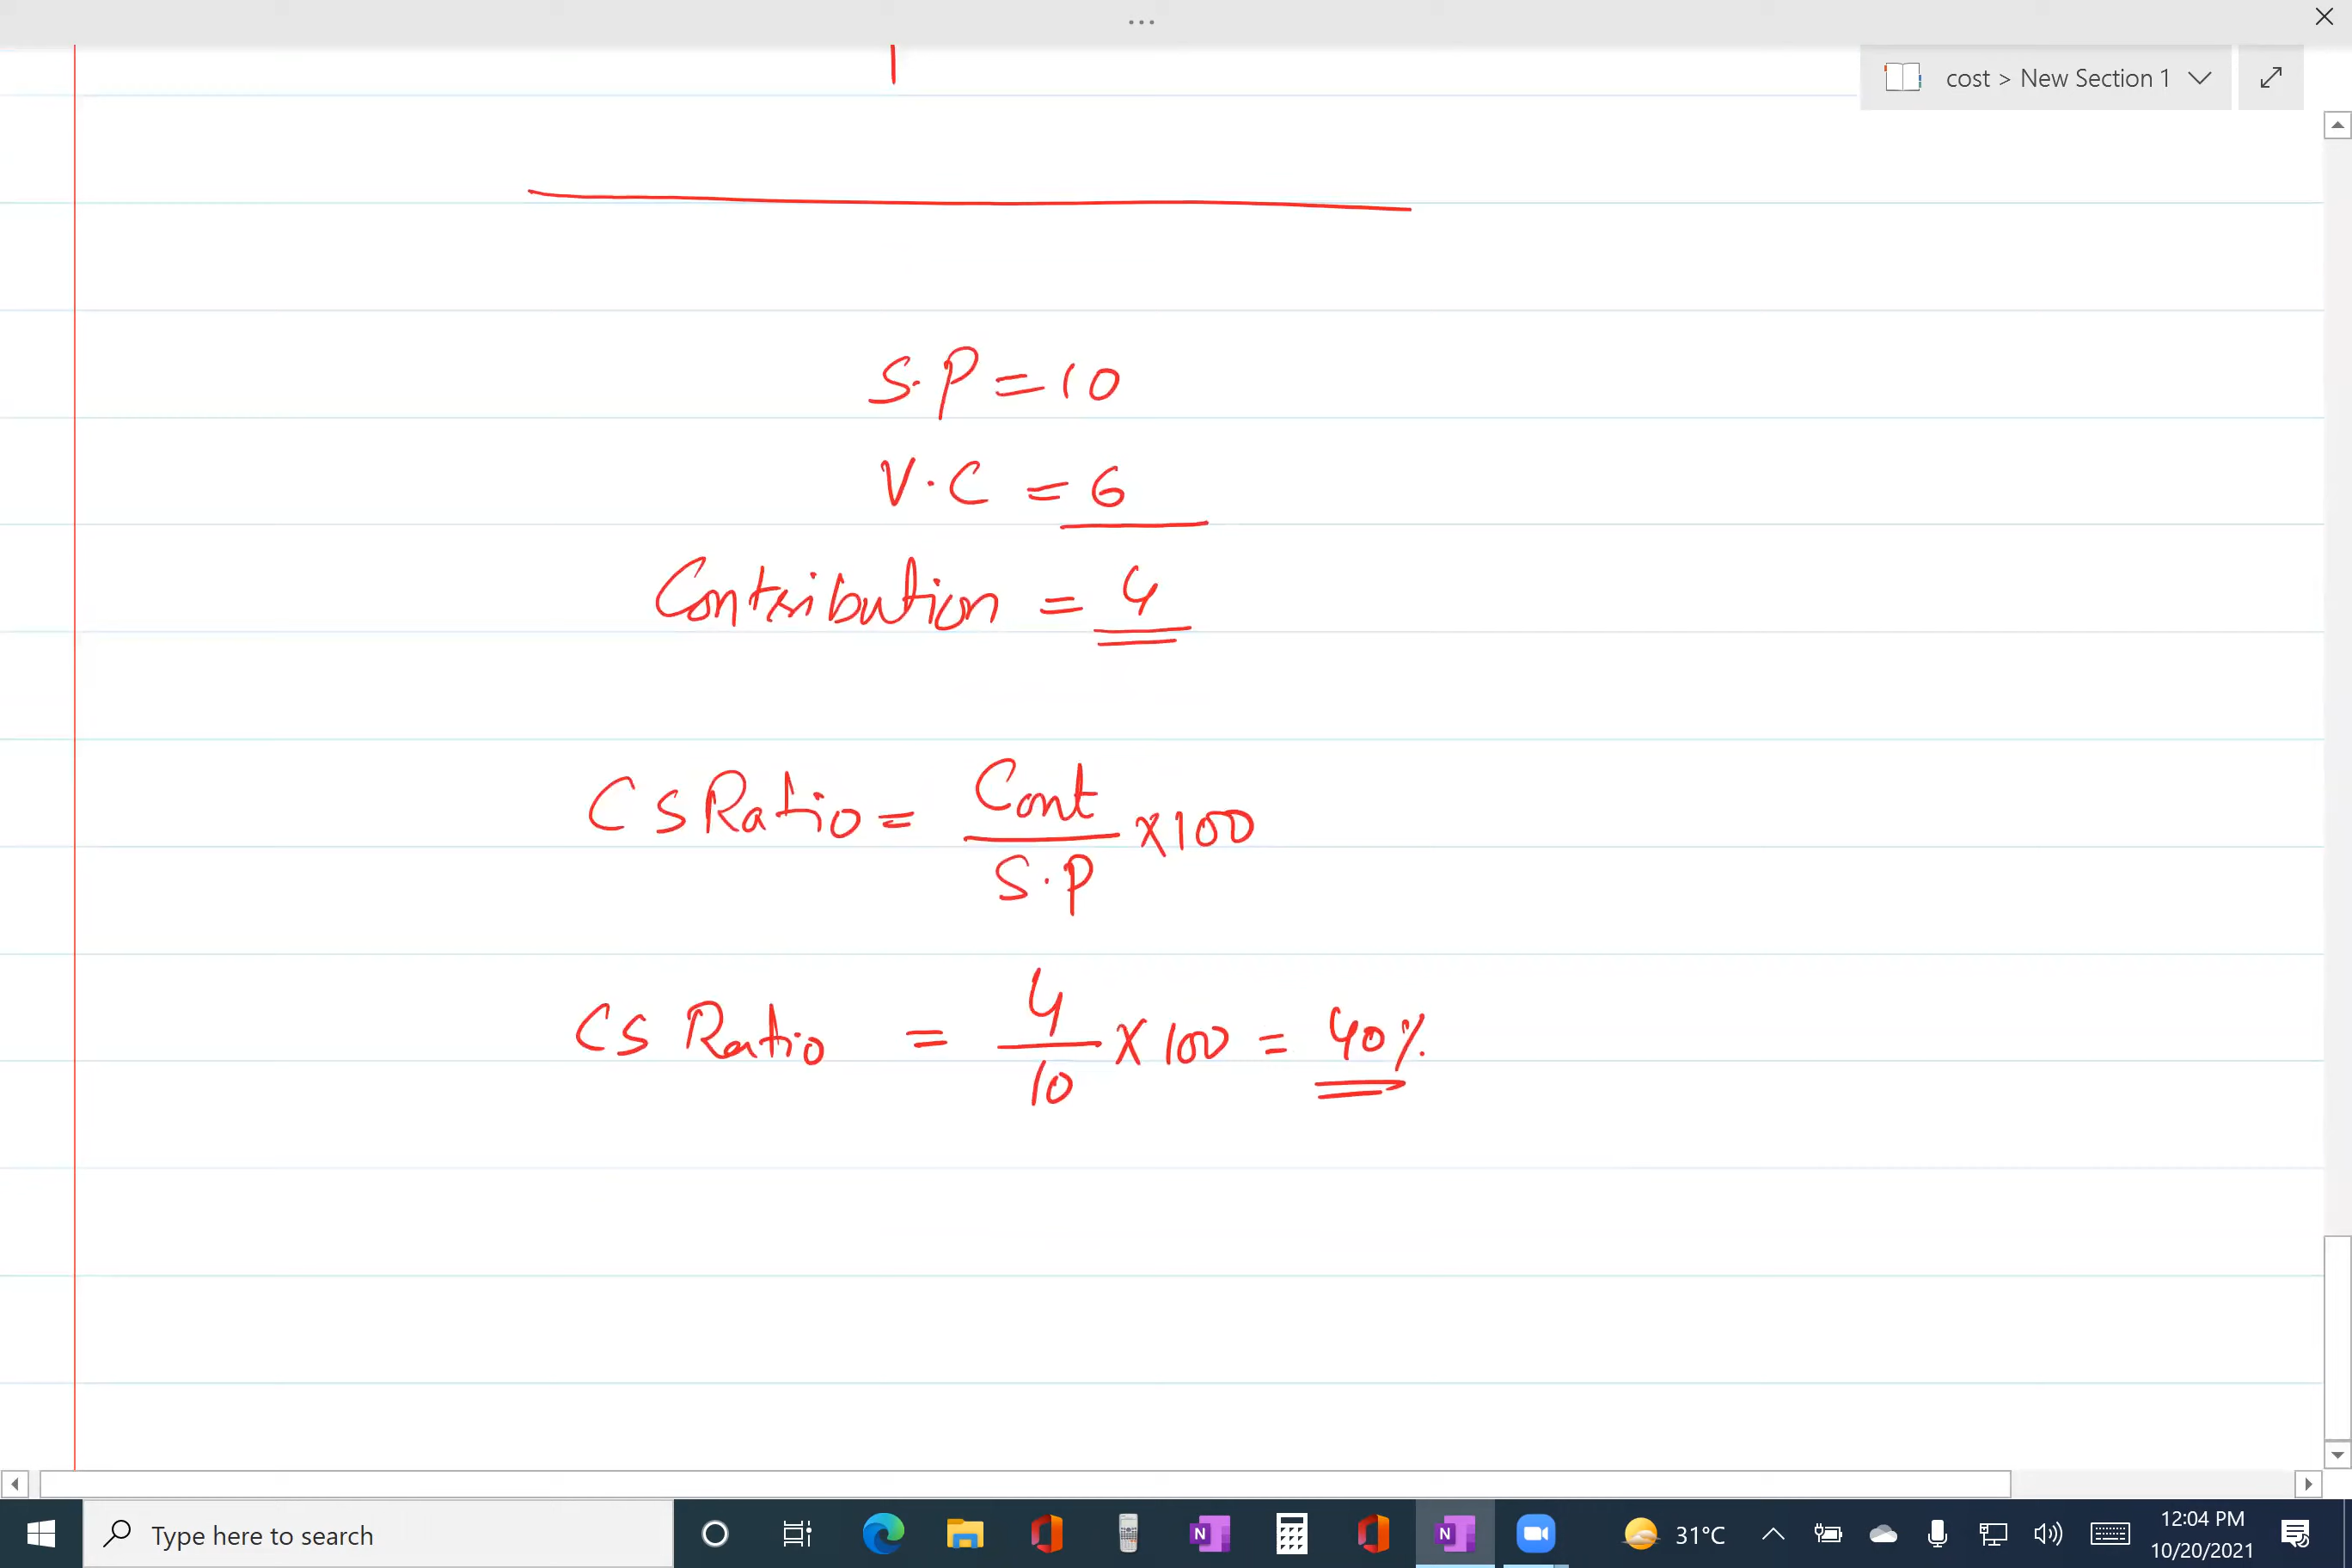 ...
cost > New Section 1
S.P = 10
V.C = 6
Contribution = 4
CS Ratio = Cont / S.P × 100
CS Ratio = 4 / 10 × 100 = 40%
Type here to search
31°C
12:04 PM
10/20/2021